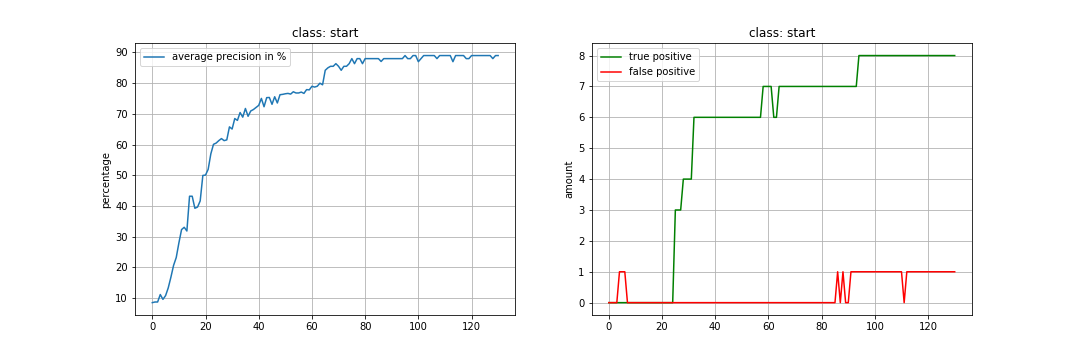 class: start
average precision in %
percentage
90
80
70
60
50
40
30
20
10
0 20 40 60 80 100 120
class: start
true positive
false positive
amount
8
7
6
5
4
3
2
1
0
0 20 40 60 80 100 120